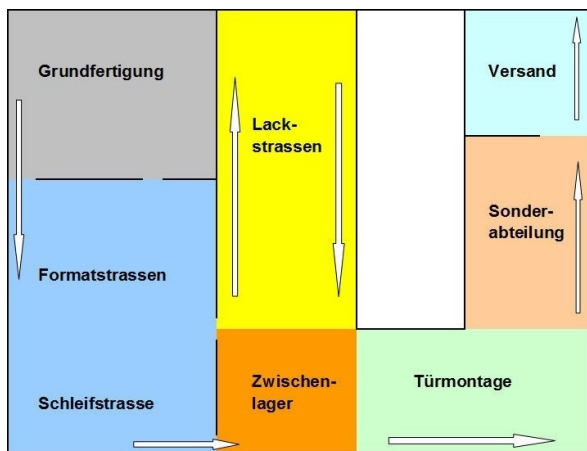 Grundfertigung
Lack-
strassen
Versand
Formatstrassen
Sonder-
abteilung
Schleifstrasse
Zwischen-
lager
Türmontage